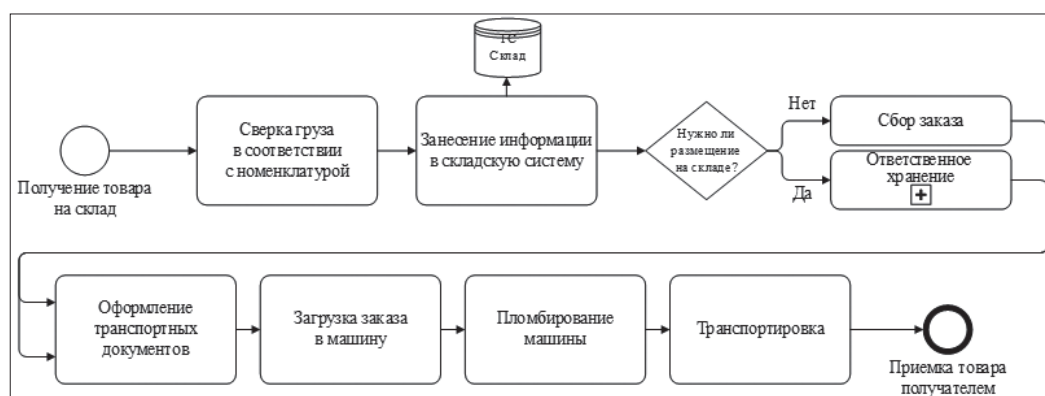 1С
Склад
Сверка груза
в соответствии
с номенклатурой
Занесение информации
в складскую систему
Нужно ли
размещение
на складе?
Нет
Да
Сбор заказа
Ответственное
хранение
Получение товара
на склад
Оформление
транспортных
документов
Загрузка заказа
в машину
Пломбирование
машины
Транспортировка
Приемка товара
получателем